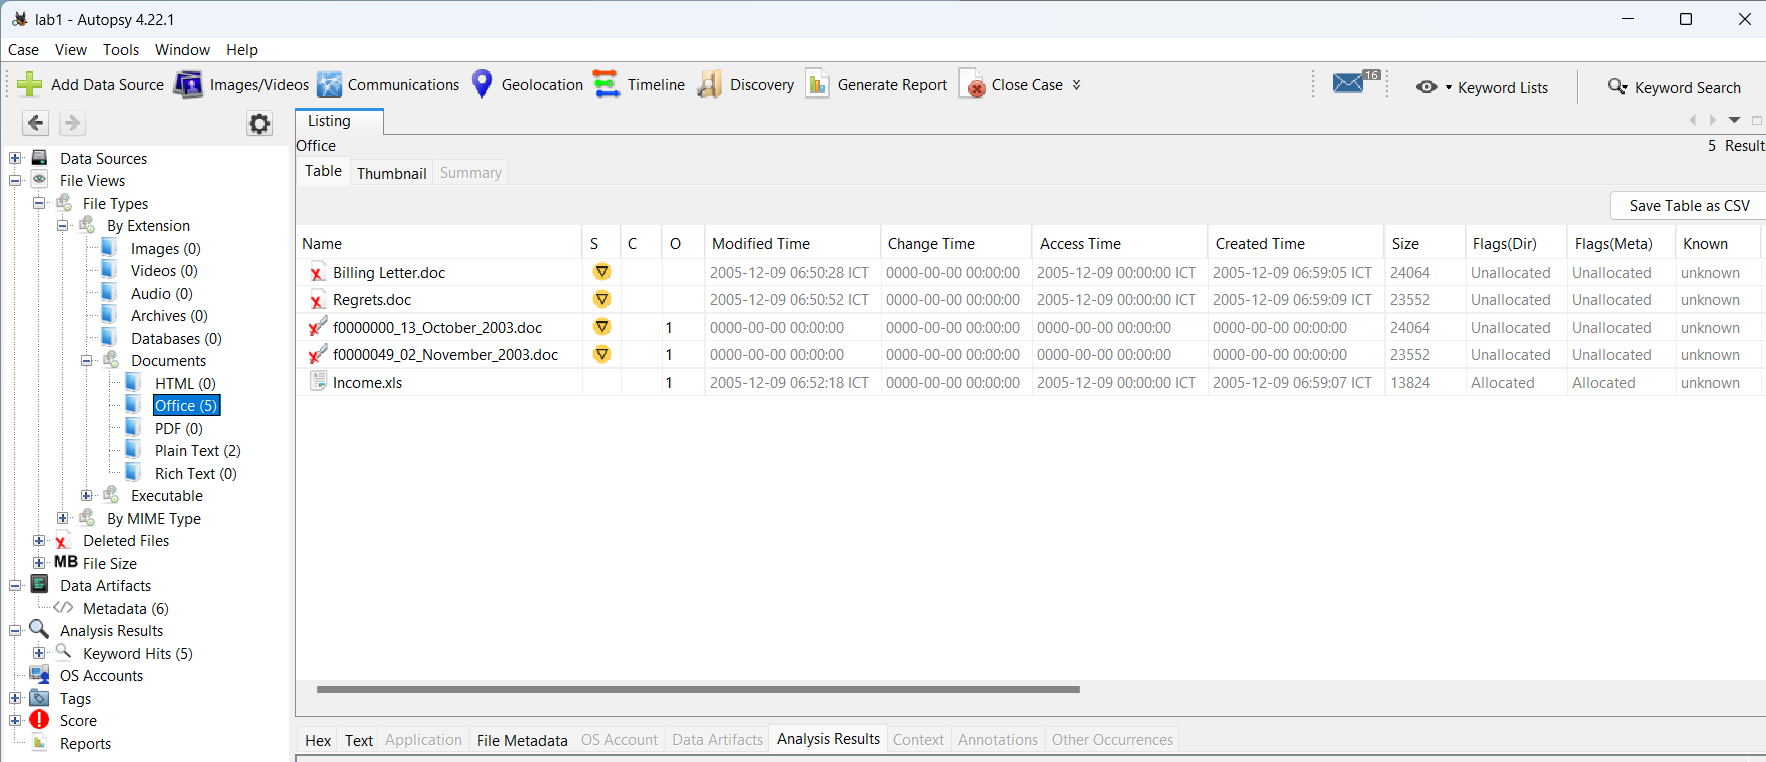 lab1 - Autopsy 4.22.1
Case View Tools Window Help
Add Data Source Images/Videos Communications Geolocation Timeline Discovery Generate Report Close Case 16 Keyword Lists Keyword Search
Listing
Office 5 Result
Table Thumbnail Summary
Save Table as CSV
Data Sources
File Views
File Types
By Extension
Images (0)
Videos (0)
Audio (0)
Archives (0)
Databases (0)
Documents
HTML (0)
Office (5)
PDF (0)
Plain Text (2)
Rich Text (0)
Executable
By MIME Type
Deleted Files
MB File Size
Data Artifacts
Metadata (6)
Analysis Results
Keyword Hits (5)
OS Accounts
Tags
Score
Reports
Name S C O Modified Time Change Time Access Time Created Time Size Flags(Dir) Flags(Meta) Known
Billing Letter.doc 2005-12-09 06:50:28 ICT 0000-00-00 00:00:00 2005-12-09 00:00:00 ICT 2005-12-09 06:59:05 ICT 24064 Unallocated Unallocated unknown
Regrets.doc 2005-12-09 06:50:52 ICT 0000-00-00 00:00:00 2005-12-09 00:00:00 ICT 2005-12-09 06:59:09 ICT 23552 Unallocated Unallocated unknown
f0000000_13_October_2003.doc 1 0000-00-00 00:00:00 0000-00-00 00:00:00 0000-00-00 00:00:00 0000-00-00 00:00:00 24064 Unallocated Unallocated unknown
f0000049_02_November_2003.doc 1 0000-00-00 00:00:00 0000-00-00 00:00:00 0000-00-00 00:00:00 0000-00-00 00:00:00 23552 Unallocated Unallocated unknown
Income.xls 1 2005-12-09 06:52:18 ICT 0000-00-00 00:00:00 2005-12-09 00:00:00 ICT 2005-12-09 06:59:07 ICT 13824 Allocated Allocated unknown
Hex Text Application File Metadata OS Account Data Artifacts Analysis Results Context Annotations Other Occurrences